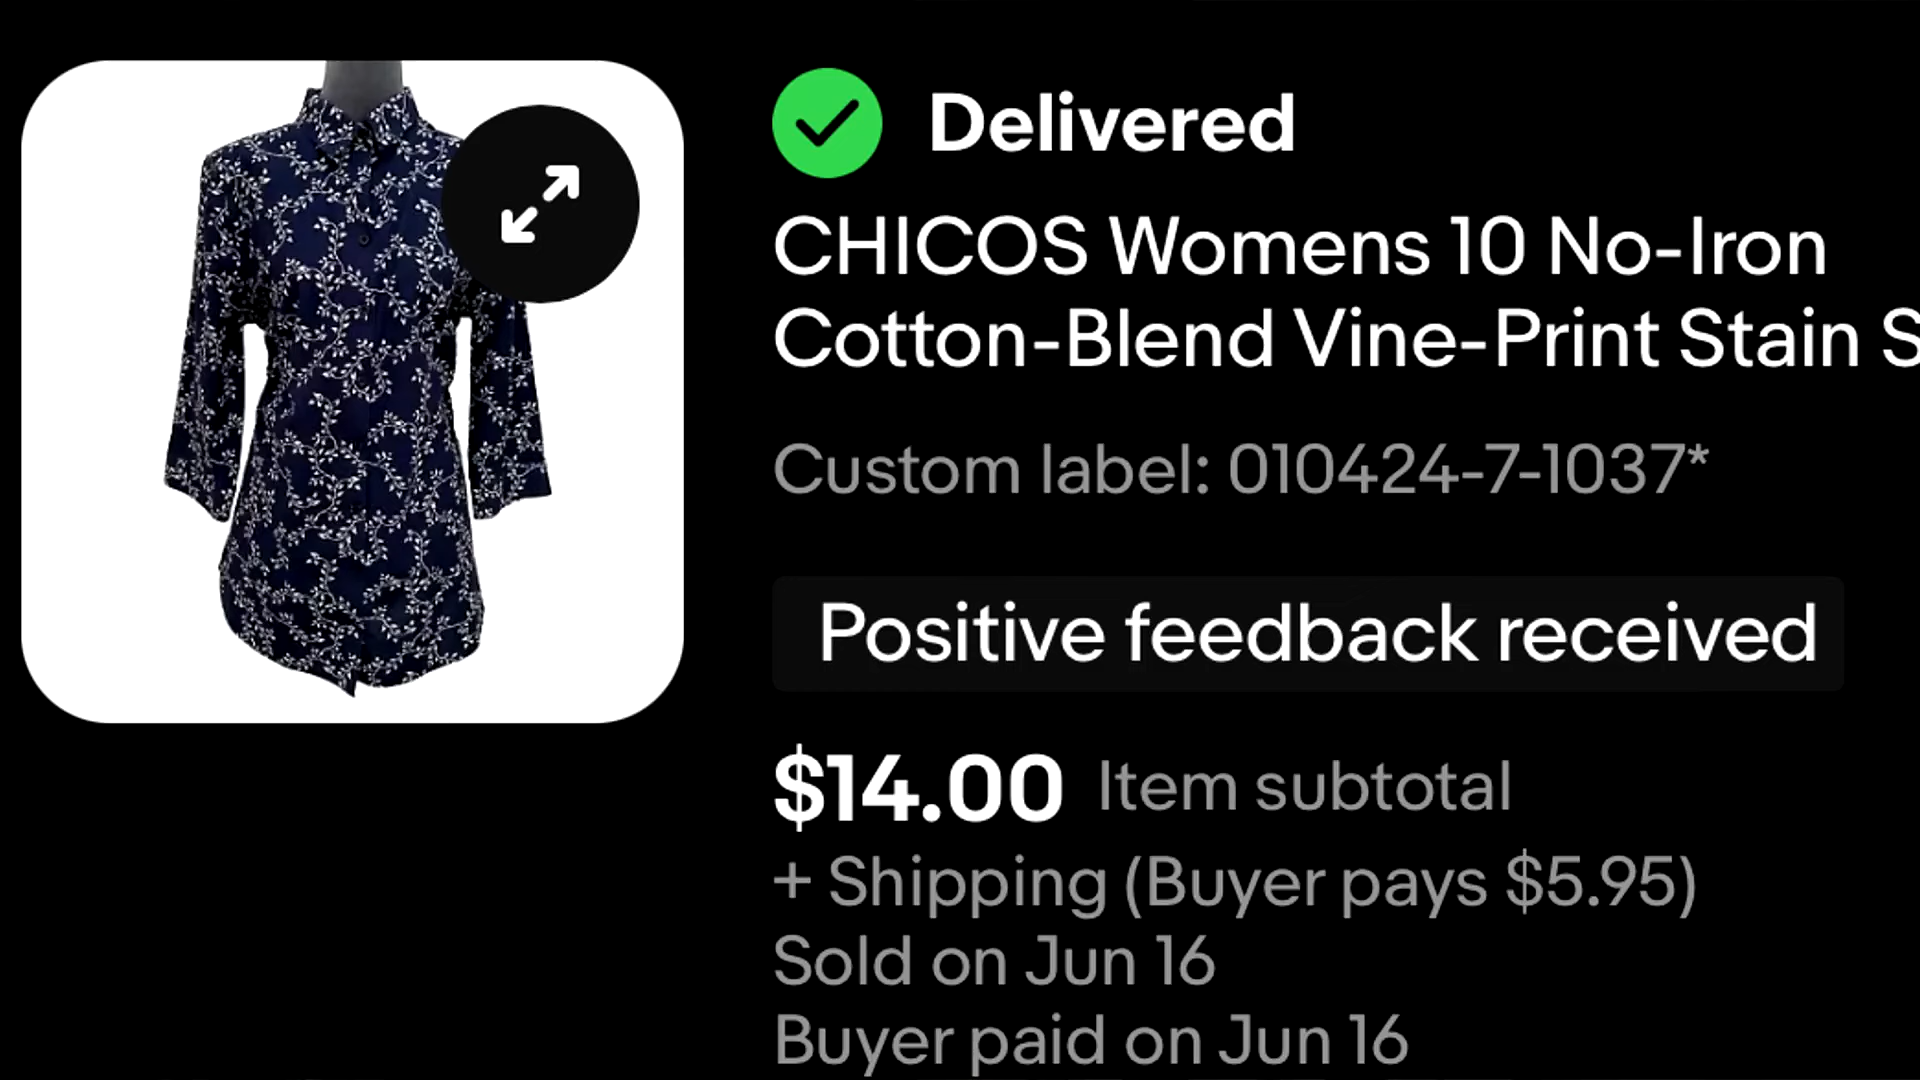 Delivered
CHICOS Womens 10 No-Iron
Cotton-Blend Vine-Print Stain S
Custom label: 010424-7-1037*
Positive feedback received
$14.00 Item subtotal
+ Shipping (Buyer pays $5.95)
Sold on Jun 16
Buyer paid on Jun 16